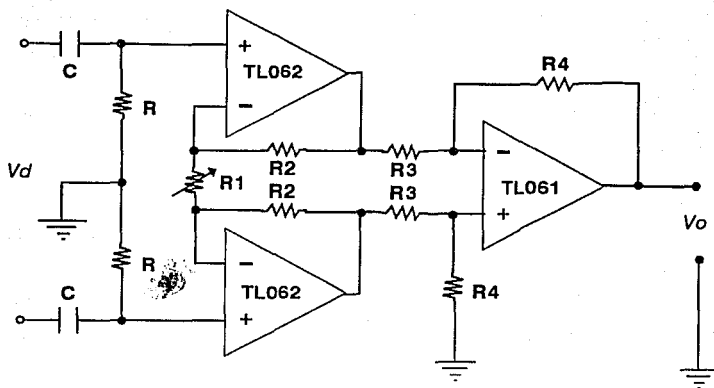 C
+
TL062
−
R
R4
R2
R3
−
Vd
R1
TL061
R2
R3
+
Vo
R
−
C
TL062
+
R4